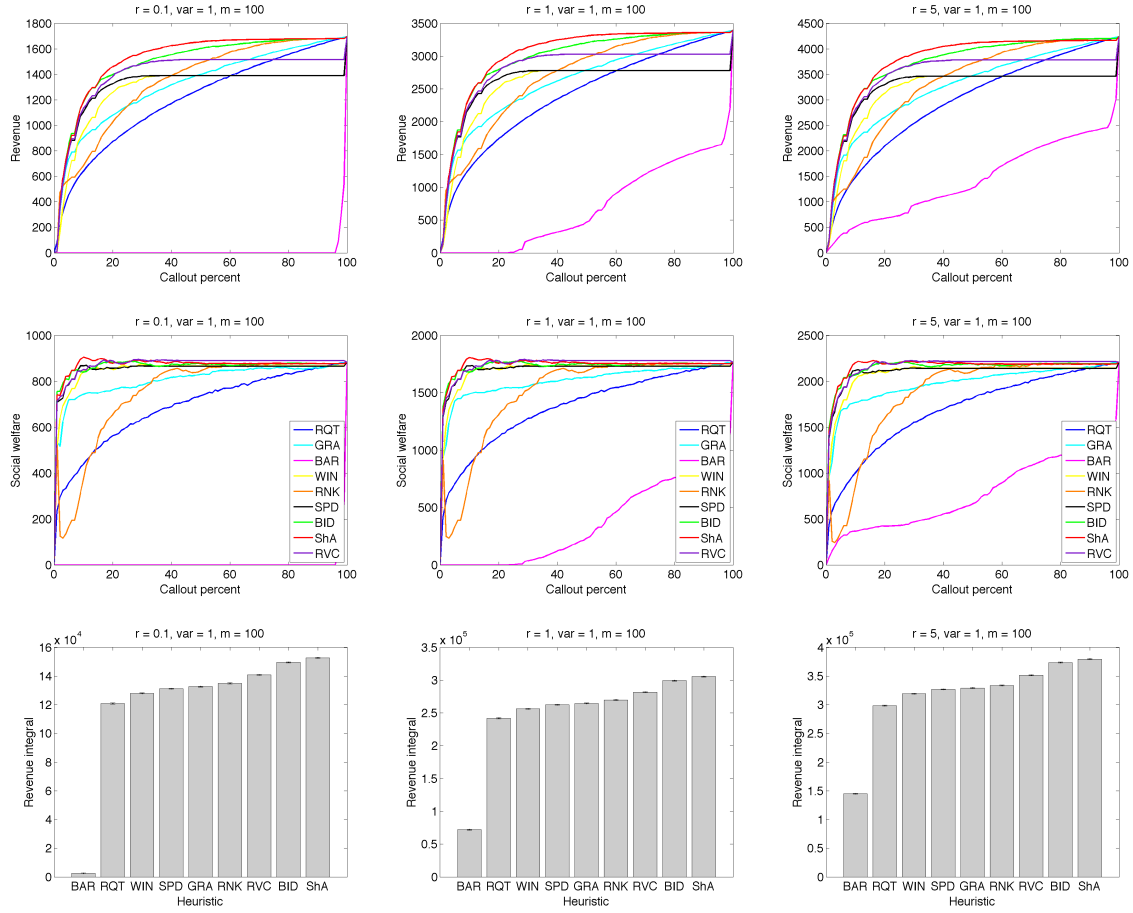 r = 0.1, var = 1, m = 100
1800
1600
1400
1200
1000
800
600
400
200
0
Revenue
0 20 40 60 80 100
Callout percent
r = 1, var = 1, m = 100
3500
3000
2500
2000
1500
1000
500
0
Revenue
0 20 40 60 80 100
Callout percent
r = 5, var = 1, m = 100
5000
4500
4000
3500
3000
2500
2000
1500
1000
500
0
Revenue
0 20 40 60 80 100
Callout percent
r = 0.1, var = 1, m = 100
1000
800
600
400
200
0
Social welfare
RQT
GRA
BAR
WIN
RNK
SPD
BID
ShA
RVC
0 20 40 60 80 100
Callout percent
r = 1, var = 1, m = 100
2000
1500
1000
500
0
Social welfare
RQT
GRA
BAR
WIN
RNK
SPD
BID
ShA
RVC
0 20 40 60 80 100
Callout percent
r = 5, var = 1, m = 100
2500
2000
1500
1000
500
0
Social welfare
RQT
GRA
BAR
WIN
RNK
SPD
BID
ShA
RVC
0 20 40 60 80 100
Callout percent
r = 0.1, var = 1, m = 100
x 10^4
16
14
12
10
8
6
4
2
0
Revenue integral
BAR RQT WIN SPD GRA RNK RVC BID ShA
Heuristic
r = 1, var = 1, m = 100
x 10^5
3.5
3
2.5
2
1.5
1
0.5
0
Revenue integral
BAR RQT WIN SPD GRA RNK RVC BID ShA
Heuristic
r = 5, var = 1, m = 100
x 10^5
4
3.5
3
2.5
2
1.5
1
0.5
0
Revenue integral
BAR RQT WIN SPD GRA RNK RVC BID ShA
Heuristic